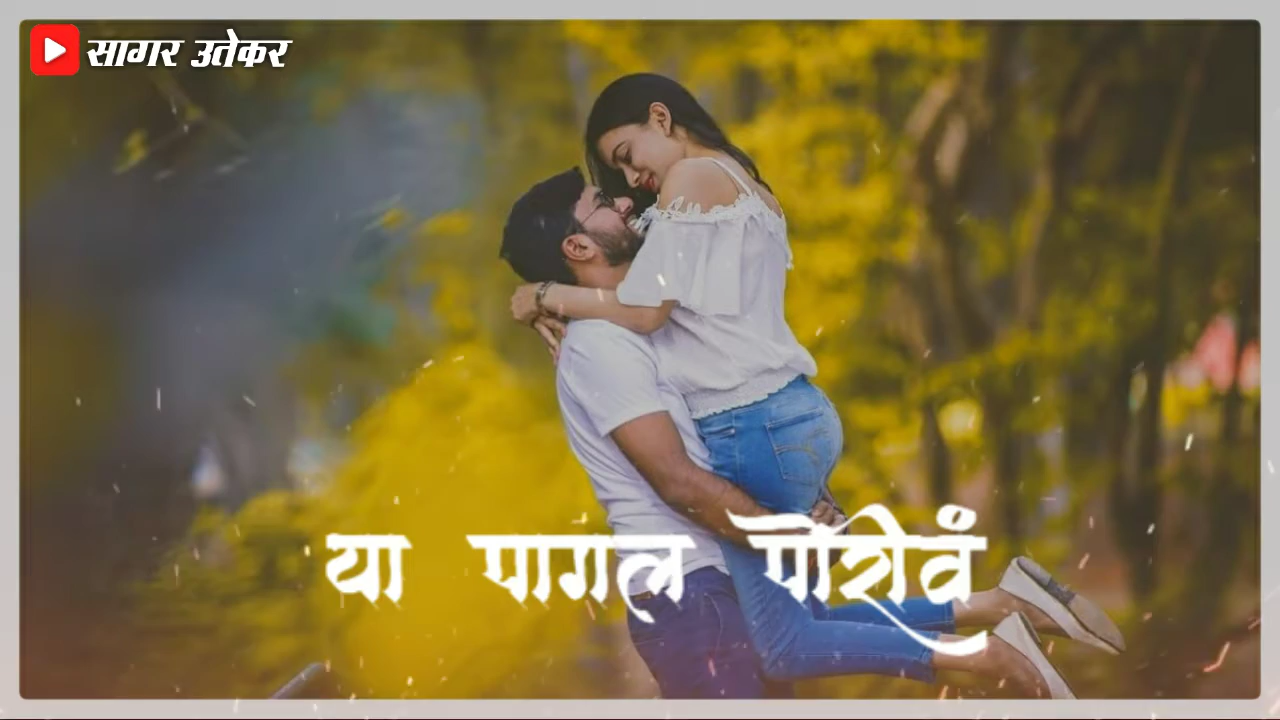 सागर उतेकर
या पागल पोरीवं